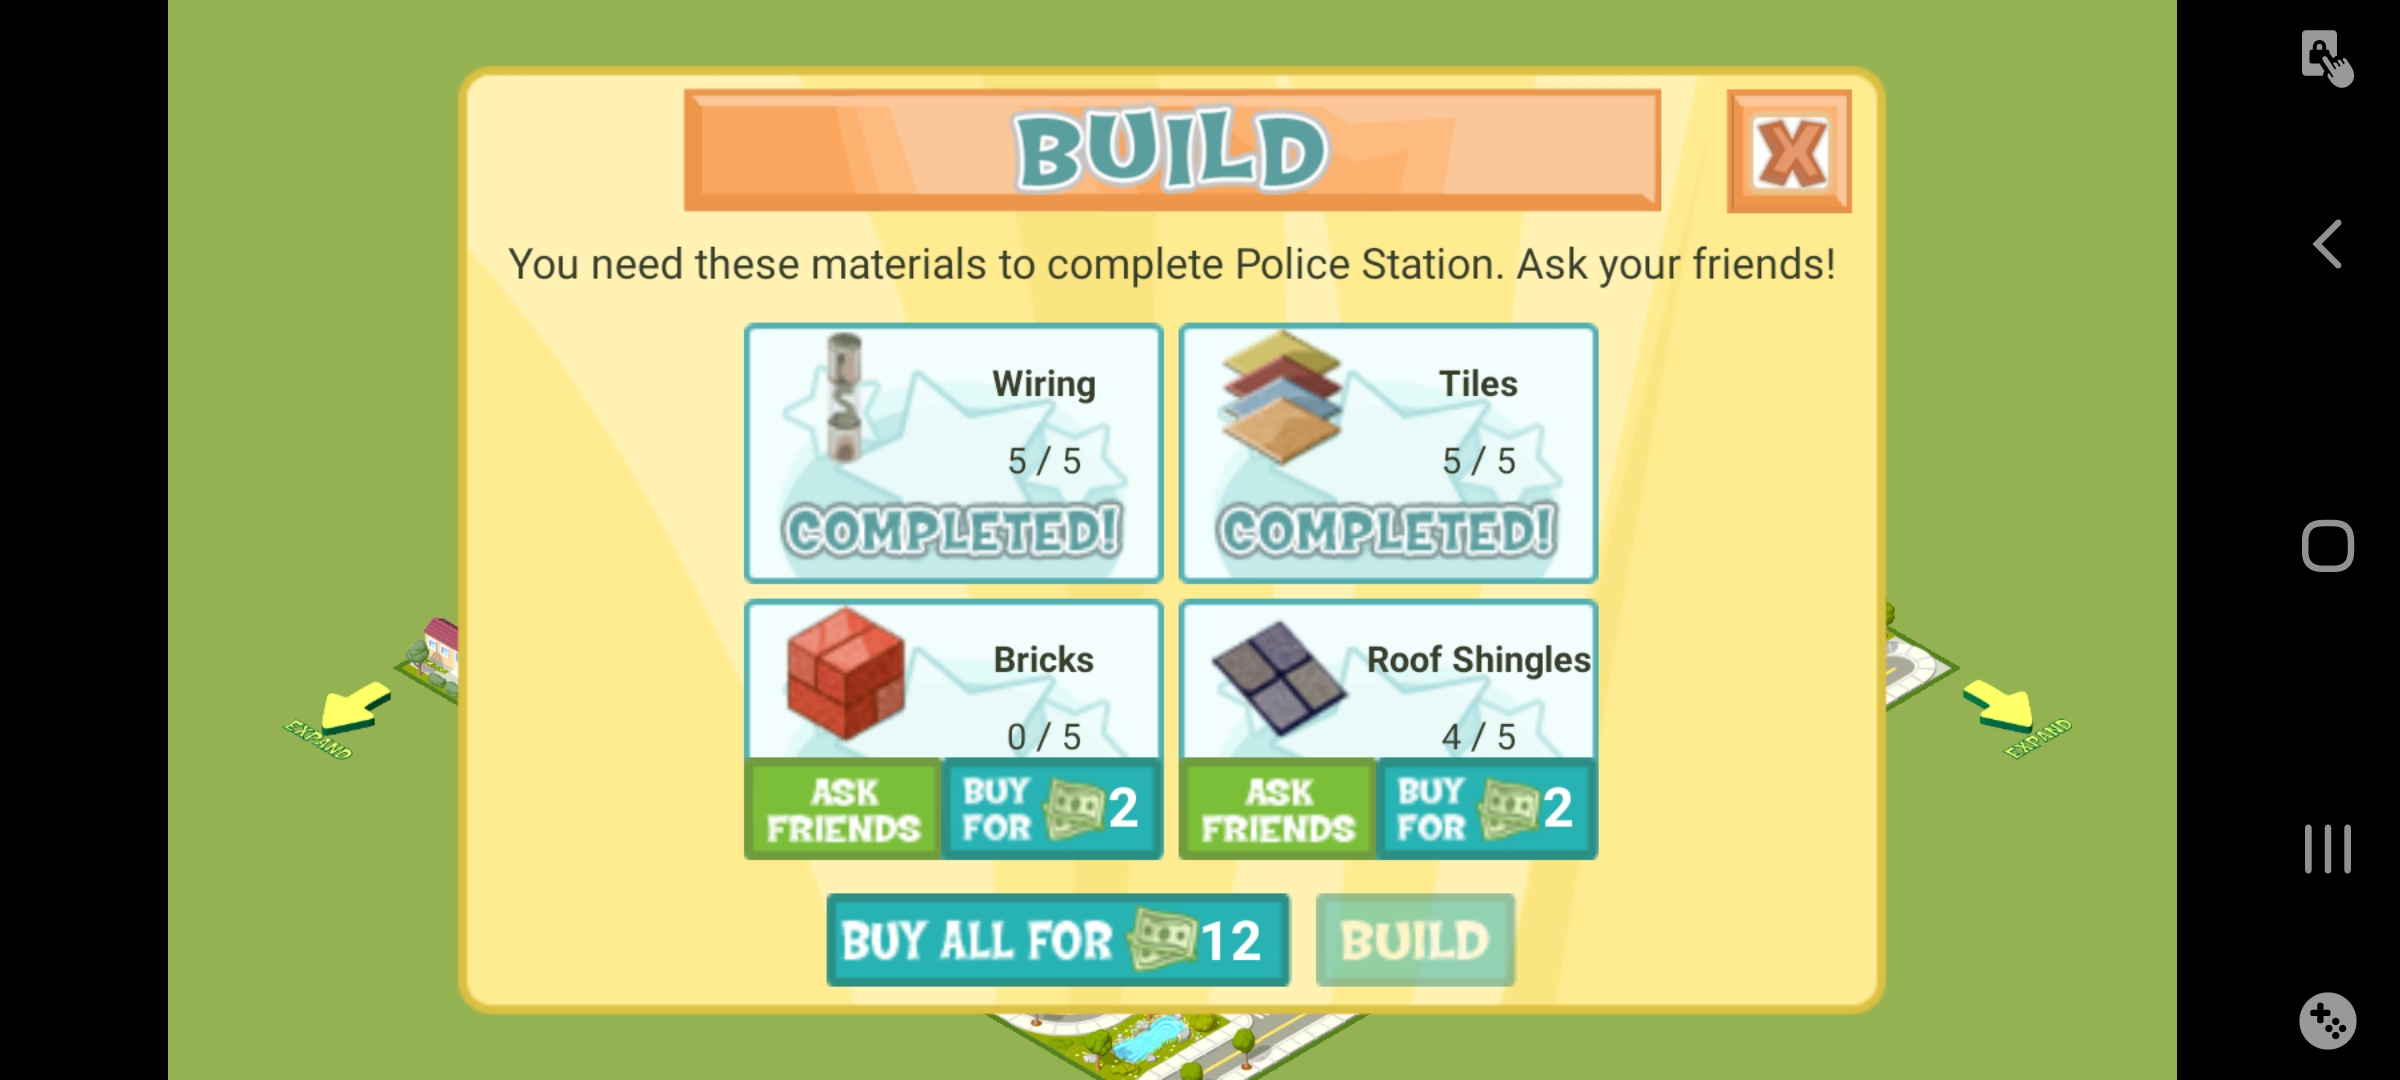 BUILD
X
You need these materials to complete Police Station. Ask your friends!
Wiring
5 / 5
COMPLETED!
Tiles
5 / 5
COMPLETED!
Bricks
0 / 5
ASK FRIENDS
BUY FOR 2
Roof Shingles
4 / 5
ASK FRIENDS
BUY FOR 2
EXPAND
EXPAND
BUY ALL FOR 12
BUILD